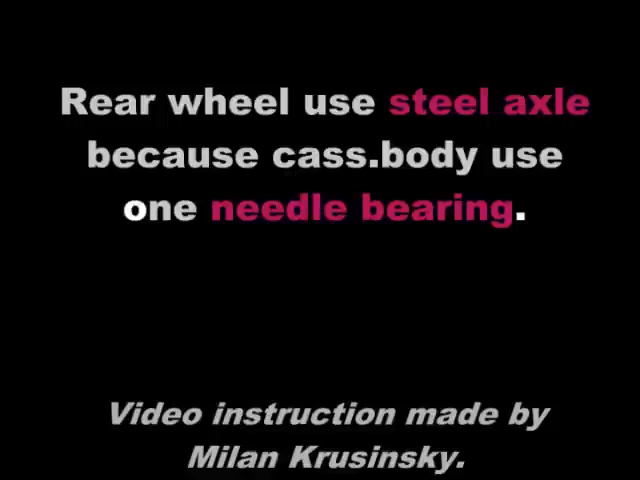 Rear wheel use steel axle
because cass.body use
one needle bearing.
Video instruction made by
Milan Krusinsky.